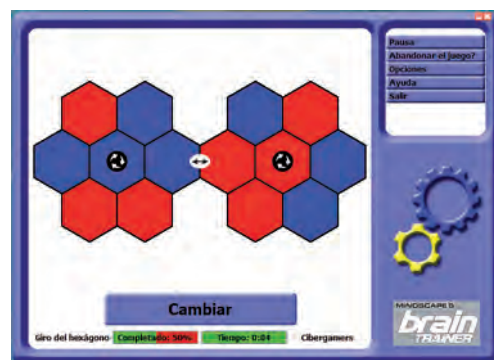 Pausa
Abandonar el juego?
Opciones
Ayuda
Salir
Cambiar
Giro del hexágono Completado: 50% Tiempo: 0:04 Cibergamers
MINDSCAPE'S
brain
TRAINER